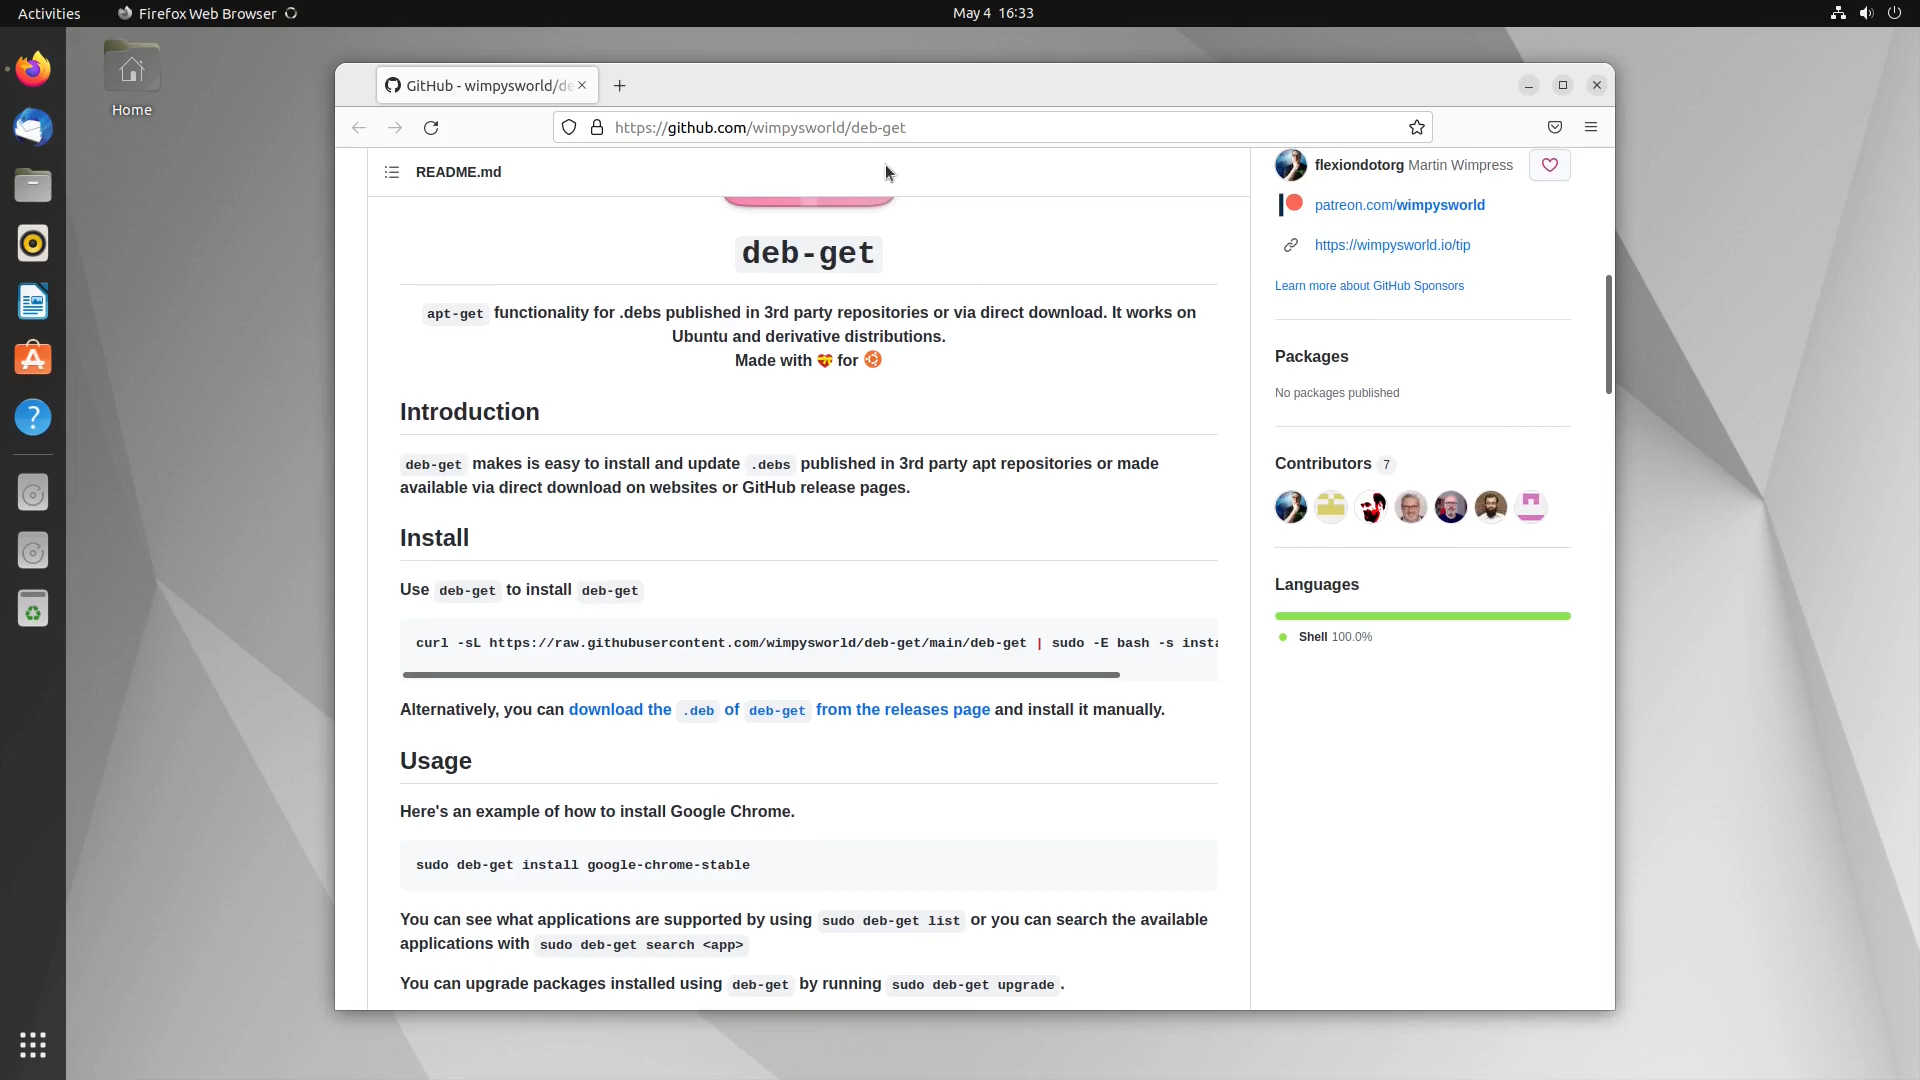 Activities
Firefox Web Browser
May 4 16:33
Home
GitHub - wimpysworld/de
https://github.com/wimpysworld/deb-get
README.md
deb-get
apt-get functionality for .debs published in 3rd party repositories or via direct download. It works on
Ubuntu and derivative distributions.
Made with 💝 for
Introduction
deb-get makes is easy to install and update .debs published in 3rd party apt repositories or made
available via direct download on websites or GitHub release pages.
Install
Use deb-get to install deb-get
curl -sL https://raw.githubusercontent.com/wimpysworld/deb-get/main/deb-get | sudo -E bash -s insta
Alternatively, you can download the .deb of deb-get from the releases page and install it manually.
Usage
Here's an example of how to install Google Chrome.
sudo deb-get install google-chrome-stable
You can see what applications are supported by using sudo deb-get list or you can search the available
applications with sudo deb-get search <app>
You can upgrade packages installed using deb-get by running sudo deb-get upgrade.
flexiondotorg Martin Wimpress
patreon.com/wimpysworld
https://wimpysworld.io/tip
Learn more about GitHub Sponsors
Packages
No packages published
Contributors 7
Languages
Shell 100.0%